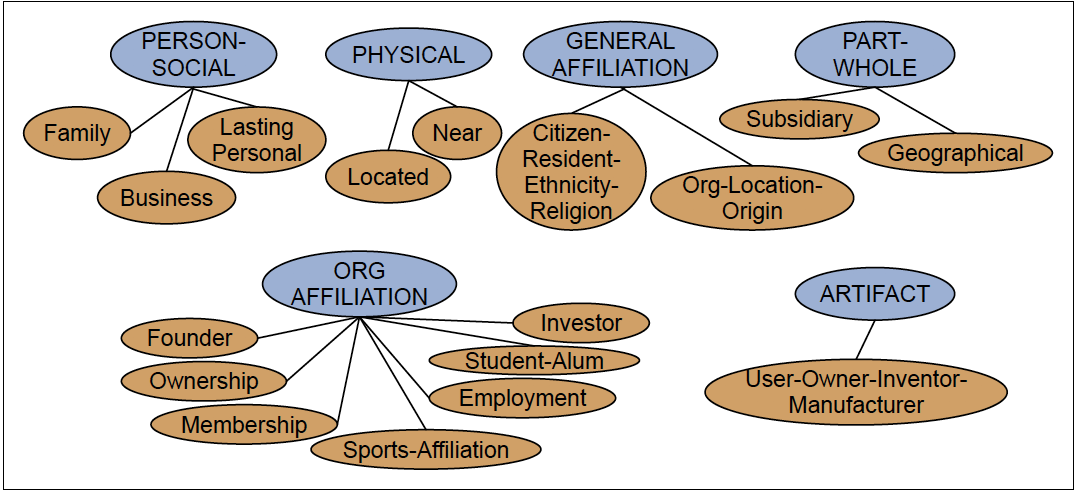 PERSON-
SOCIAL
PHYSICAL
GENERAL
AFFILIATION
PART-
WHOLE
Family
Lasting
Personal
Business
Near
Located
Citizen-
Resident-
Ethnicity-
Religion
Org-Location-
Origin
Subsidiary
Geographical
ORG
AFFILIATION
Founder
Ownership
Membership
Sports-Affiliation
Employment
Student-Alum
Investor
ARTIFACT
User-Owner-Inventor-
Manufacturer